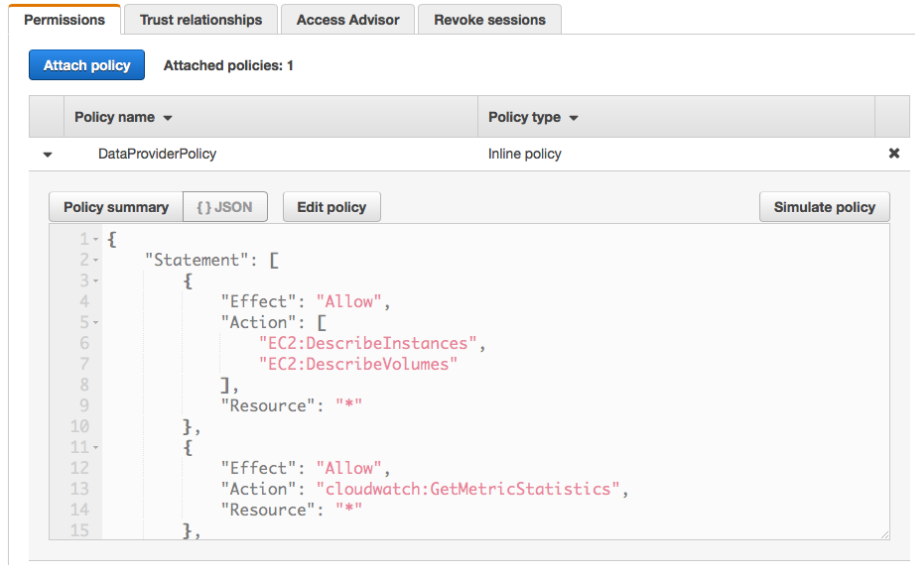 Permissions Trust relationships Access Advisor Revoke sessions
Attach policy Attached policies: 1
Policy name Policy type
DataProviderPolicy Inline policy
Policy summary { } JSON Edit policy Simulate policy
1 {
2 "Statement": [
3 {
4 "Effect": "Allow",
5 "Action": [
6 "EC2:DescribeInstances",
7 "EC2:DescribeVolumes"
8 ],
9 "Resource": "*"
10 },
11 {
12 "Effect": "Allow",
13 "Action": "cloudwatch:GetMetricStatistics",
14 "Resource": "*"
15 },